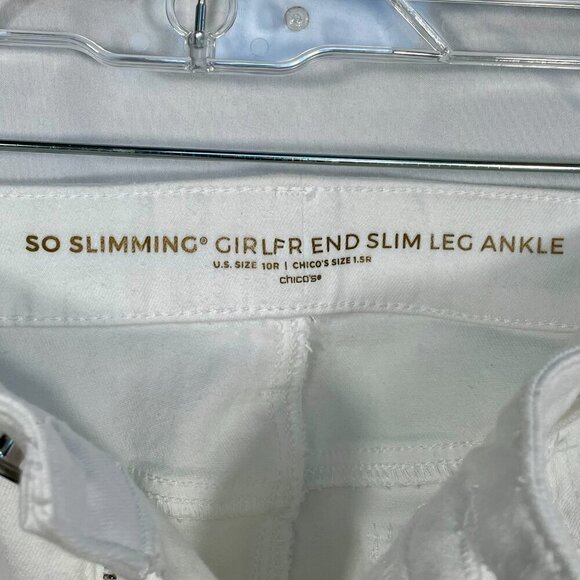 SO SLIMMING® GIRLFR END SLIM LEG ANKLE
U.S. SIZE 10R | CHICO'S SIZE 1.5R
chico's®